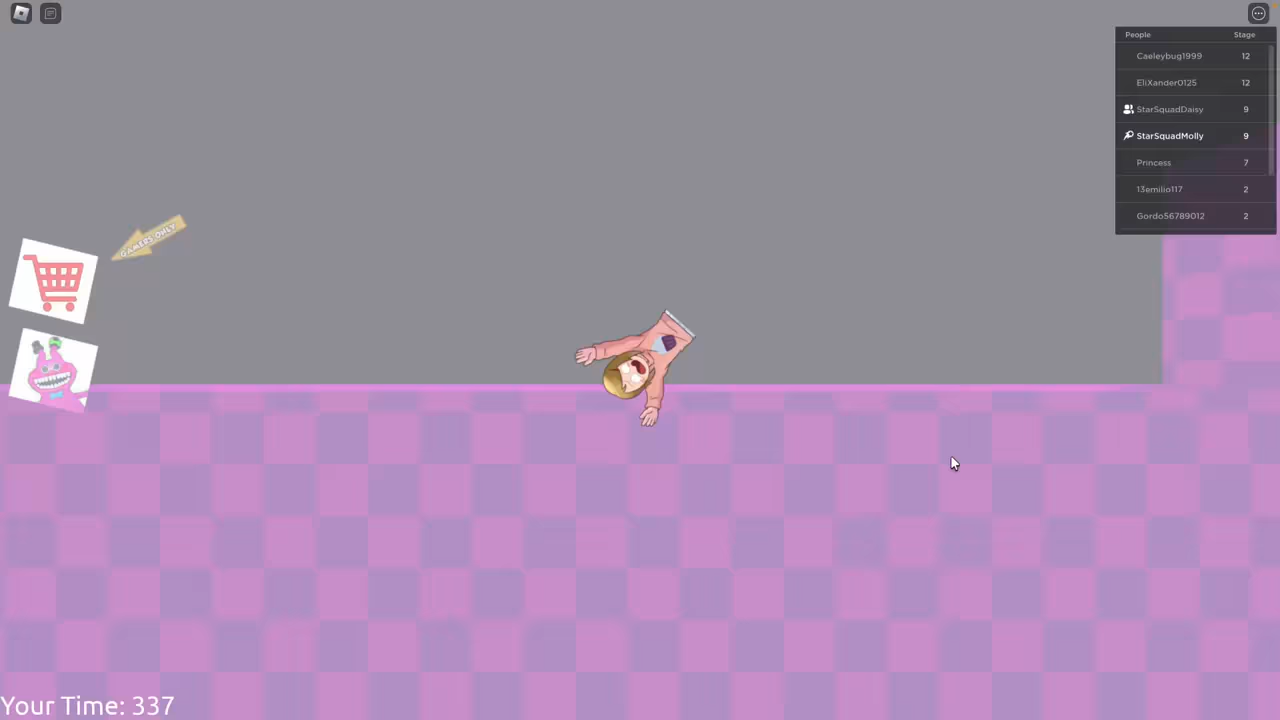 People Stage
Caeleybug1999 12
EliXander0125 12
StarSquadDaisy 9
StarSquadMolly 9
Princess 7
13emilio117 2
Gordo56789012 2
GAMERS ONLY
Your Time: 337